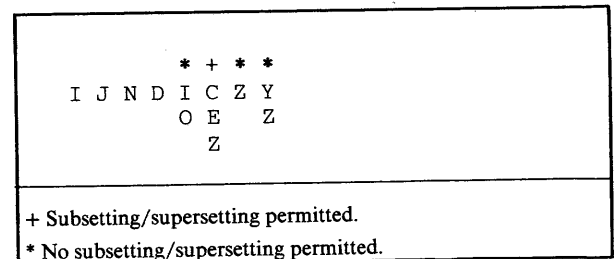 * + * *
I J N D I C Z Y
O E Z
Z
+ Subsetting/supersetting permitted.
* No subsetting/supersetting permitted.